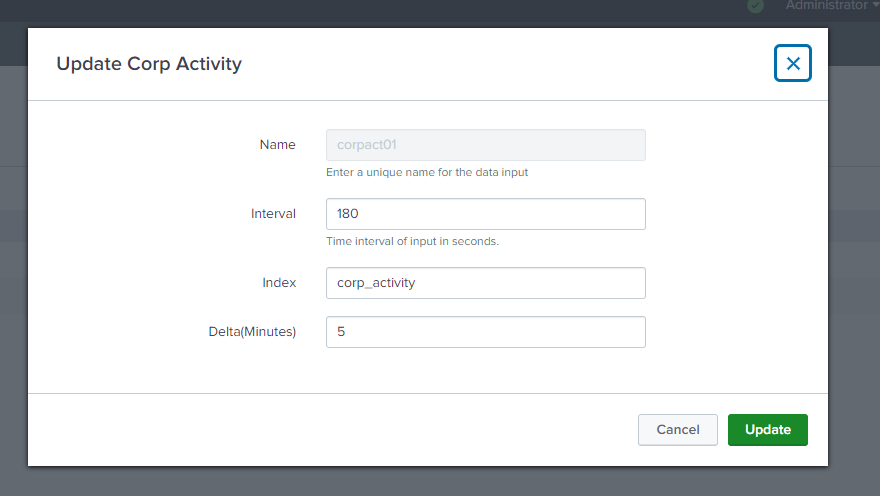 Administrator
Update Corp Activity
Name
corpact01
Enter a unique name for the data input
Interval
180
Time interval of input in seconds.
Index
corp_activity
Delta(Minutes)
5
Cancel
Update